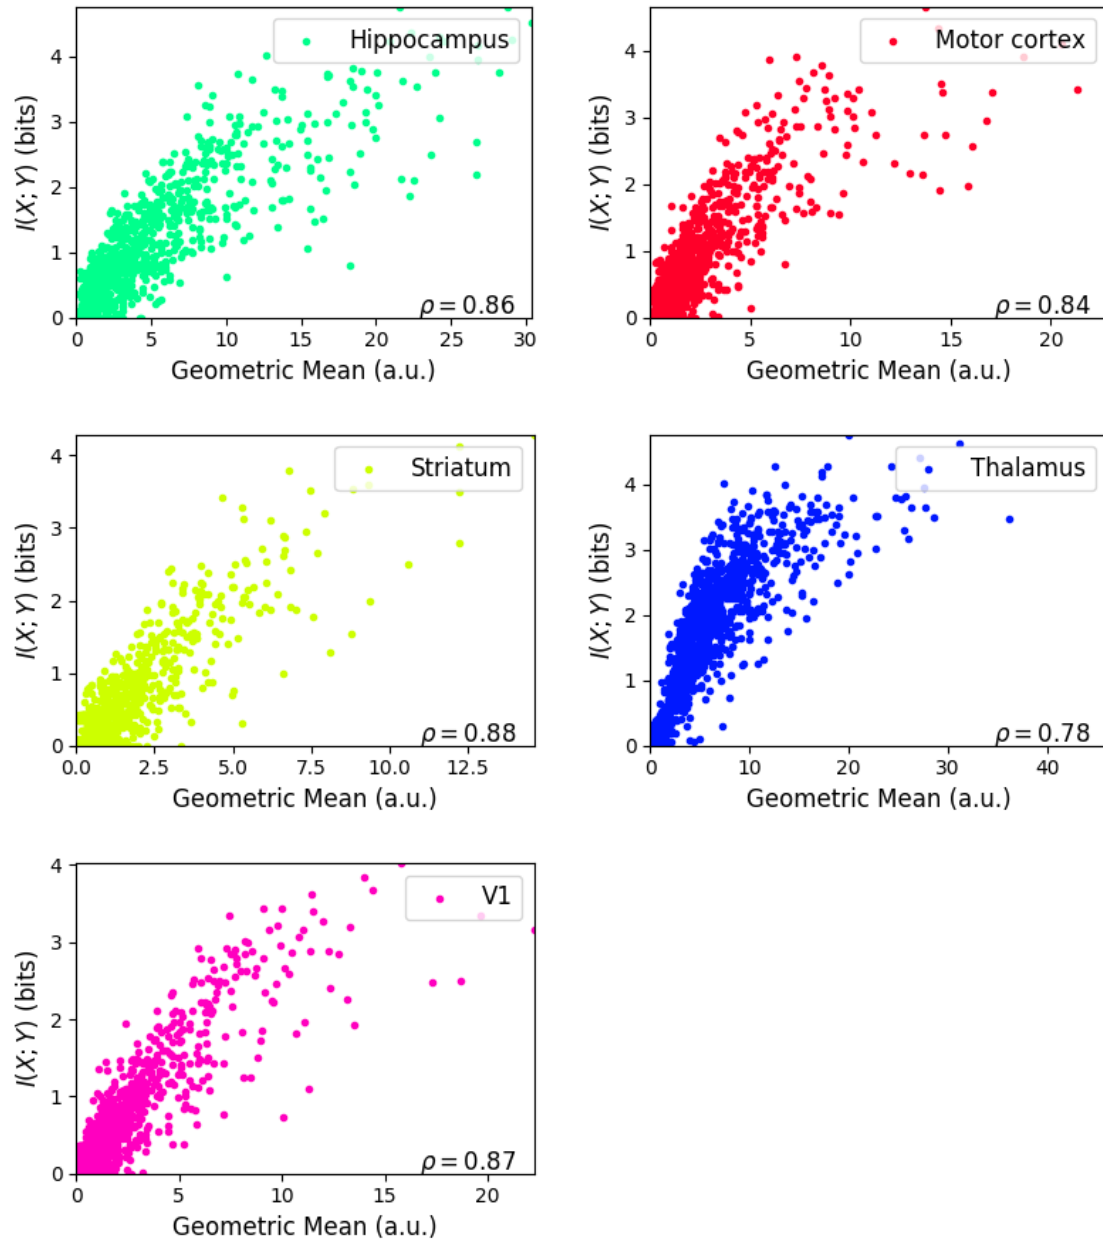 Hippocampus
I(X; Y) (bits)
4
3
2
1
0
ρ = 0.86
0 5 10 15 20 25 30
Geometric Mean (a.u.)
Motor cortex
I(X; Y) (bits)
4
3
2
1
0
ρ = 0.84
0 5 10 15 20
Geometric Mean (a.u.)
Striatum
I(X; Y) (bits)
4
3
2
1
0
ρ = 0.88
0.0 2.5 5.0 7.5 10.0 12.5
Geometric Mean (a.u.)
Thalamus
I(X; Y) (bits)
4
3
2
1
0
ρ = 0.78
0 10 20 30 40
Geometric Mean (a.u.)
V1
I(X; Y) (bits)
4
3
2
1
0
ρ = 0.87
0 5 10 15 20
Geometric Mean (a.u.)